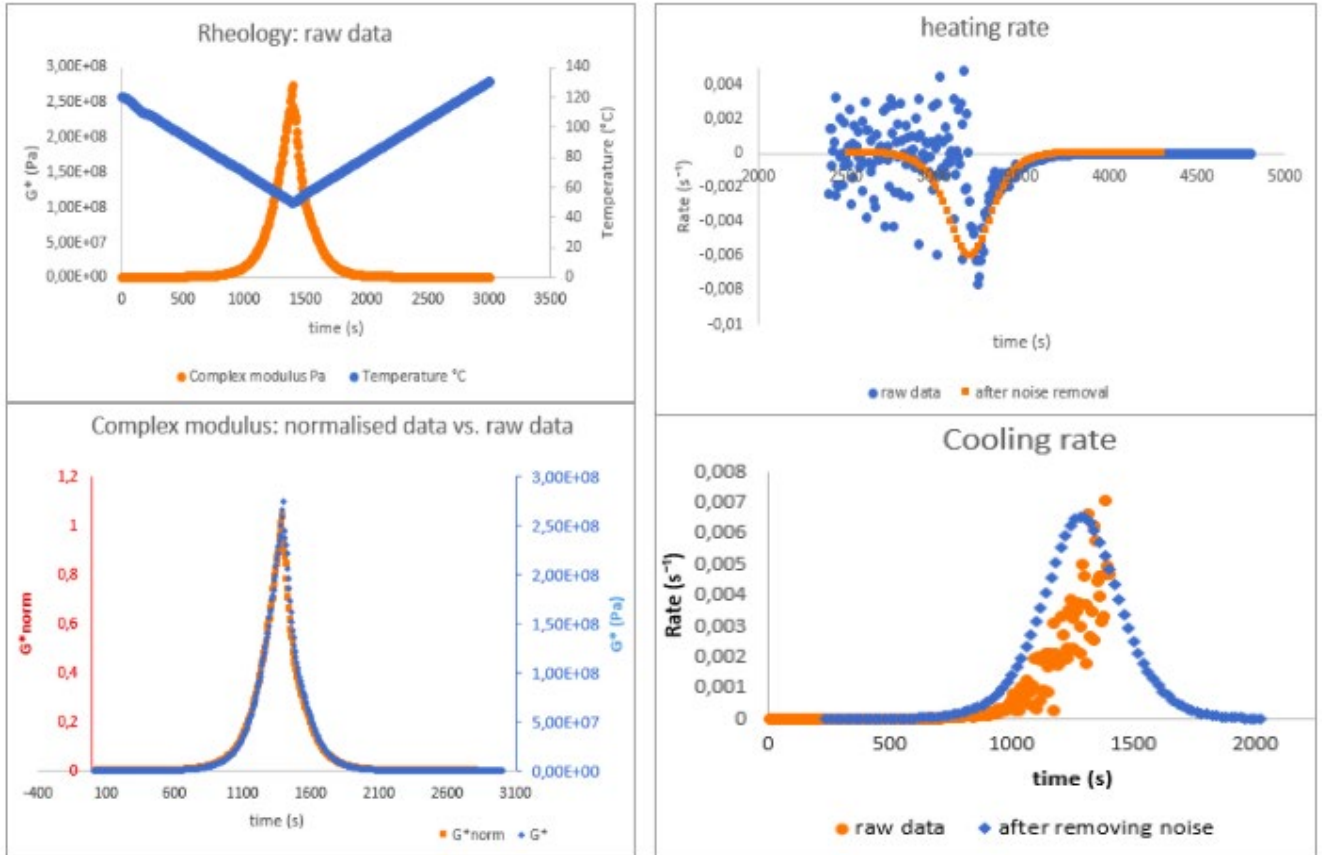 Rheology: raw data
3,00E+08
2,50E+08
2,00E+08
1,50E+08
1,00E+08
5,00E+07
0,00E+00
G* (Pa)
140
120
100
80
60
40
20
0
Temperature (°C)
0 500 1000 1500 2000 2500 3000 3500
time (s)
Complex modulus Pa Temperature °C
heating rate
0,004
0,002
0
-0,002
-0,004
-0,006
-0,008
-0,01
Rate (s⁻¹)
2000 2500 3000 3500 4000 4500 5000
time (s)
raw data after noise removal
Complex modulus: normalised data vs. raw data
1,2
1
0,8
0,6
0,4
0,2
0
G*norm
3,00E+08
2,50E+08
2,00E+08
1,50E+08
1,00E+08
5,00E+07
0,00E+00
G* (Pa)
-400 100 600 1100 1600 2100 2600 3100
time (s)
G*norm G*
Cooling rate
0,008
0,007
0,006
0,005
0,004
0,003
0,002
0,001
0
Rate (s⁻¹)
0 500 1000 1500 2000
time (s)
raw data after removing noise